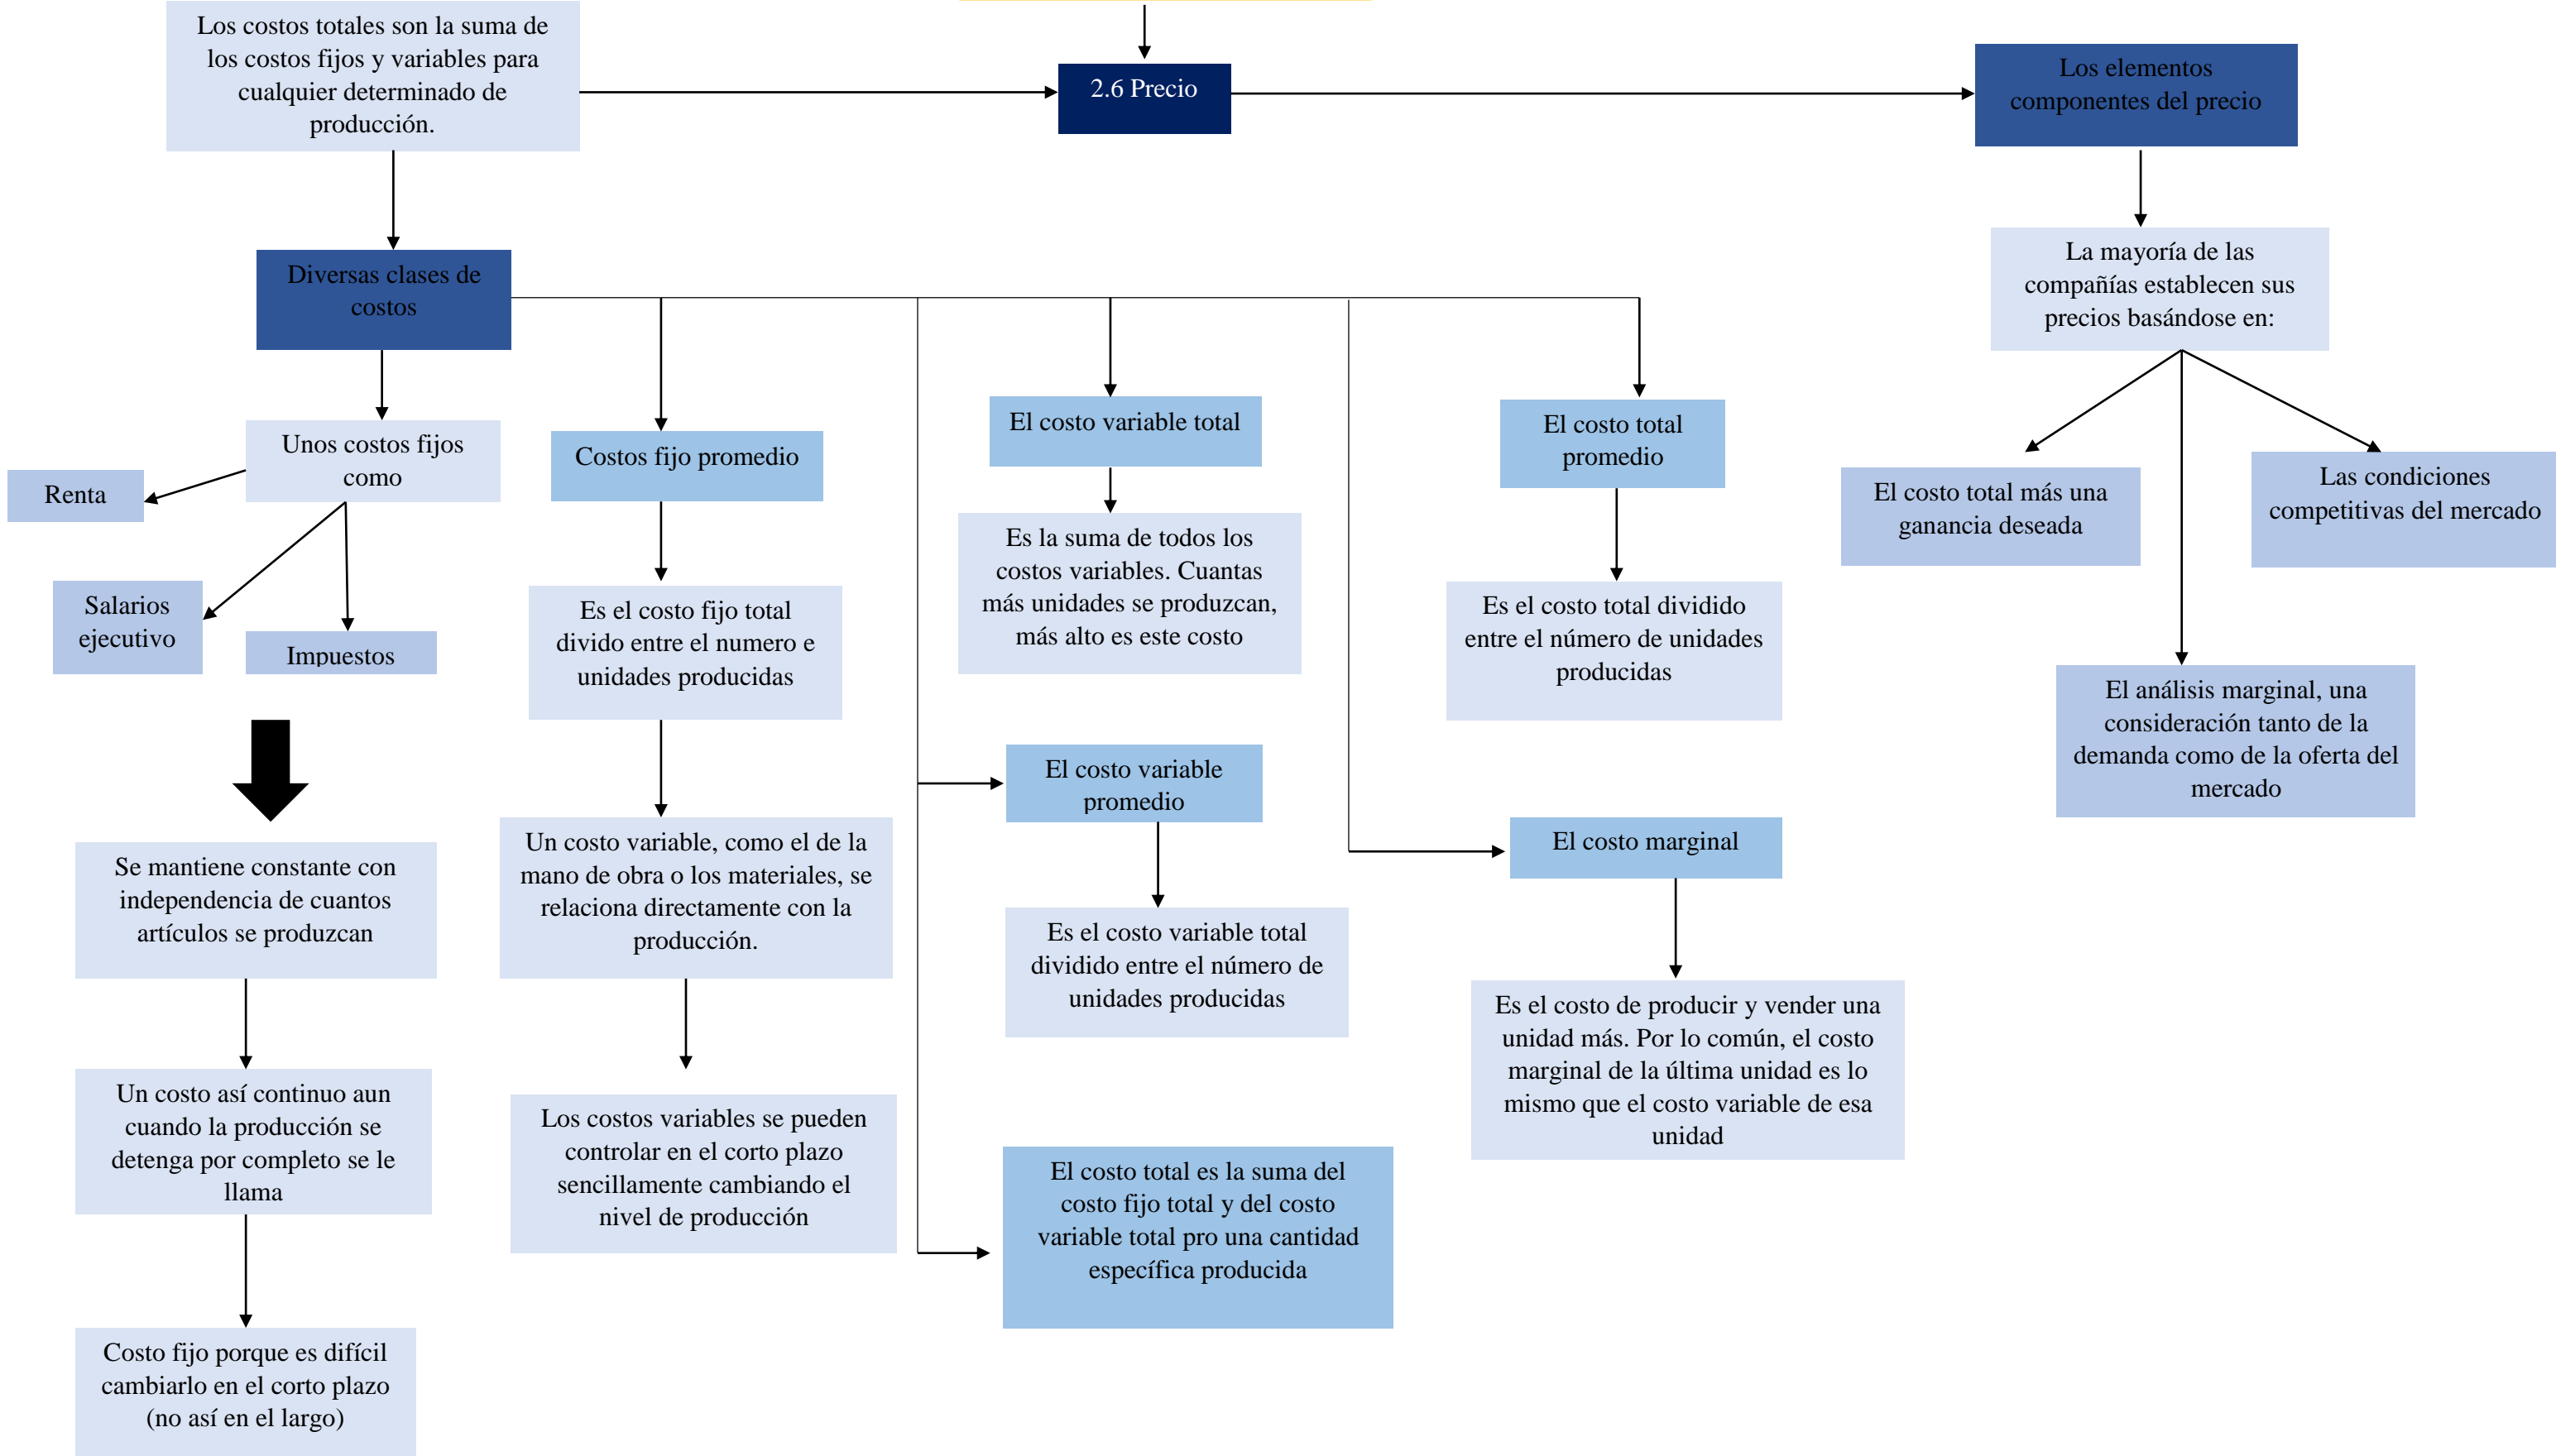 Los costos totales son la suma de
los costos fijos y variables para
cualquier determinado de
producción.
2.6 Precio
Los elementos
componentes del precio
Diversas clases de
costos
La mayoría de las
compañías establecen sus
precios basándose en:
Unos costos fijos
como
Renta
Salarios
ejecutivo
Impuestos
Se mantiene constante con
independencia de cuantos
artículos se produzcan
Un costo así continuo aun
cuando la producción se
detenga por completo se le
llama
Costo fijo porque es difícil
cambiarlo en el corto plazo
(no así en el largo)
Costos fijo promedio
Es el costo fijo total
divido entre el numero e
unidades producidas
Un costo variable, como el de la
mano de obra o los materiales, se
relaciona directamente con la
producción.
Los costos variables se pueden
controlar en el corto plazo
sencillamente cambiando el
nivel de producción
El costo variable total
Es la suma de todos los
costos variables. Cuantas
más unidades se produzcan,
más alto es este costo
El costo variable
promedio
Es el costo variable total
dividido entre el número de
unidades producidas
El costo total es la suma del
costo fijo total y del costo
variable total pro una cantidad
específica producida
El costo total
promedio
Es el costo total dividido
entre el número de unidades
producidas
El costo marginal
Es el costo de producir y vender una
unidad más. Por lo común, el costo
marginal de la última unidad es lo
mismo que el costo variable de esa
unidad
El costo total más una
ganancia deseada
Las condiciones
competitivas del mercado
El análisis marginal, una
consideración tanto de la
demanda como de la oferta del
mercado